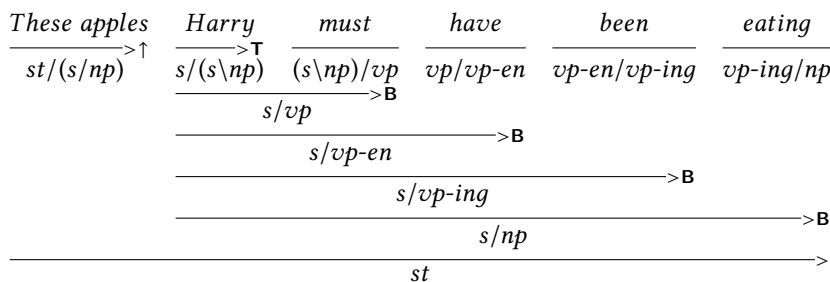 These apples Harry must have been eating
>↑ >T
st/(s/np) s/(s\np) (s\np)/vp vp/vp-en vp-en/vp-ing vp-ing/np
>B
s/vp
>B
s/vp-en
>B
s/vp-ing
>B
s/np
>
st